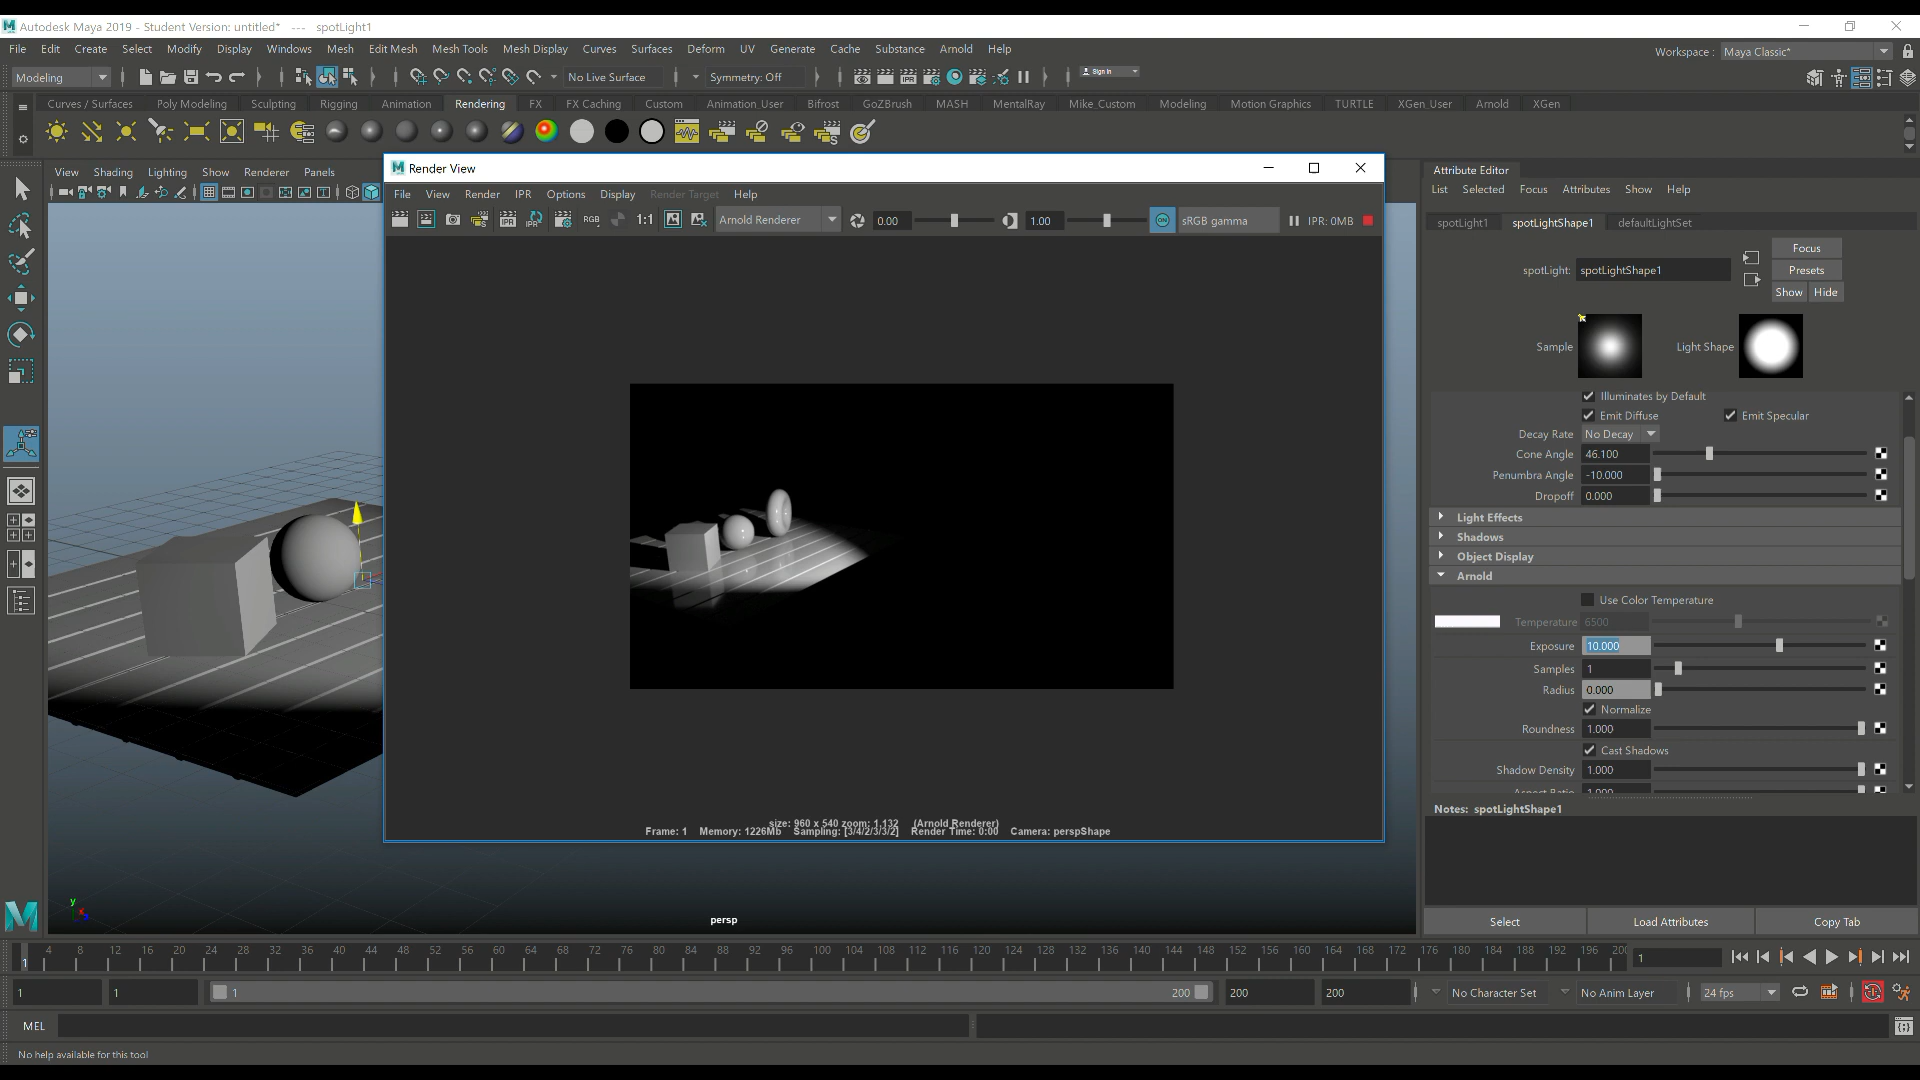 Autodesk Maya 2019 - Student Version: untitled* --- spotLight1
File Edit Create Select Modify Display Windows Mesh Edit Mesh Mesh Tools Mesh Display Curves Surfaces Deform UV Generate Cache Substance Arnold Help
Workspace : Maya Classic*
Modeling No Live Surface Symmetry: Off Sign In
Curves / Surfaces Poly Modeling Sculpting Rigging Animation Rendering FX FX Caching Custom Animation_User Bifrost GoZBrush MASH MentalRay Mike_Custom Modeling Motion Graphics TURTLE XGen_User Arnold XGen
View Shading Lighting Show Renderer Panels
Render View
File View Render IPR Options Display Render Target Help
RGB 1:1 Arnold Renderer 0.00 1.00 ON sRGB gamma IPR: 0MB
size: 960 x 540 zoom: 1.132 (Arnold Renderer)
Frame: 1 Memory: 1226Mb Sampling: [3/4/2/3/3/2] Render Time: 0:00 Camera: perspShape
Attribute Editor
List Selected Focus Attributes Show Help
spotLight1 spotLightShape1 defaultLightSet
Focus
spotLight: spotLightShape1 Presets
Show Hide
Sample Light Shape
Illuminates by Default
Emit Diffuse Emit Specular
Decay Rate No Decay
Cone Angle 46.100
Penumbra Angle -10.000
Dropoff 0.000
Light Effects
Shadows
Object Display
Arnold
Use Color Temperature
Temperature 6500
Exposure 10.000
Samples 1
Radius 0.000
Normalize
Roundness 1.000
Cast Shadows
Shadow Density 1.000
Aspect Ratio 1.000
Notes: spotLightShape1
Select Load Attributes Copy Tab
y
persp
1 4 8 12 16 20 24 28 32 36 40 44 48 52 56 60 64 68 72 76 80 84 88 92 96 100 104 108 112 116 120 124 128 132 136 140 144 148 152 156 160 164 168 172 176 180 184 188 192 196 200 1
1 1 1 200 200 200 No Character Set No Anim Layer 24 fps
MEL
No help available for this tool